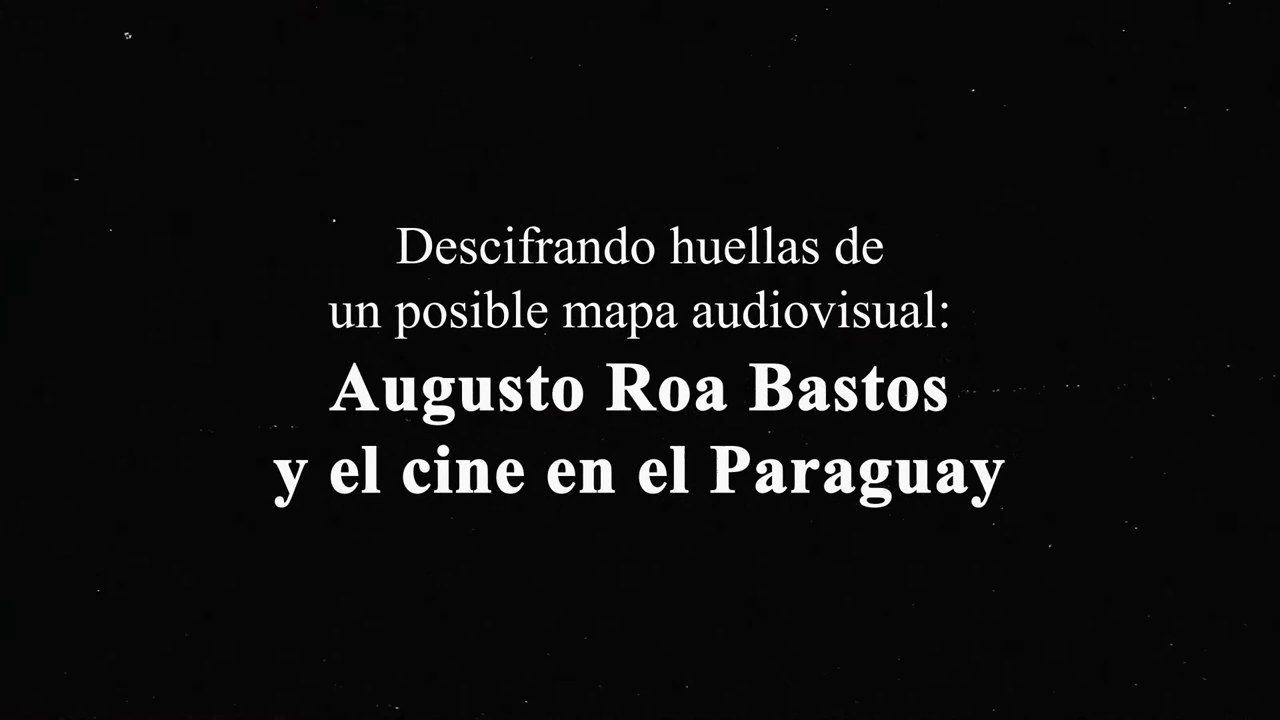 Descifrando huellas de
un posible mapa audiovisual:
Augusto Roa Bastos
y el cine en el Paraguay